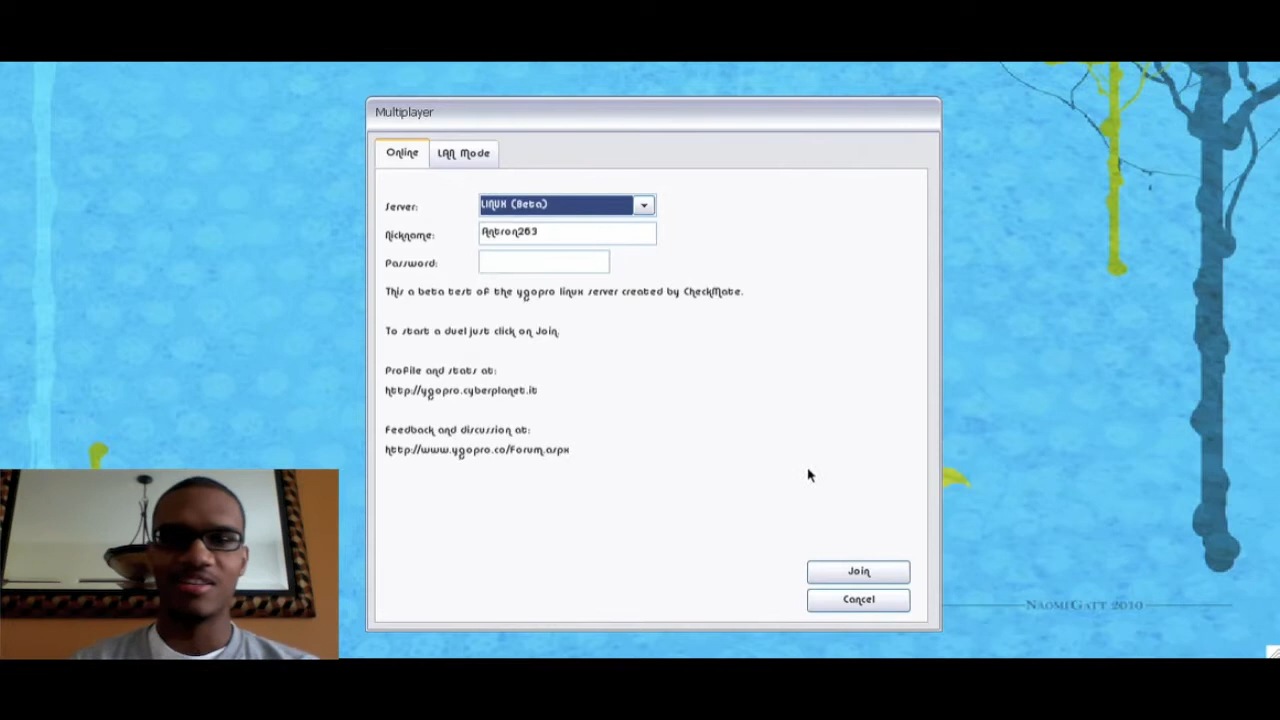 Multiplayer
Online
LAN Mode
Server:
LINUX (Beta)
Nickname:
Antron263
Password:
This a beta test of the ygopro linux server created by CheckMate.
To start a duel just click on Join.
Profile and stats at:
http://ygopro.cyberplanet.it
Feedback and discussion at:
http://www.ygopro.co/Forum.aspx
Join
Cancel
NAOMI GATT 2010